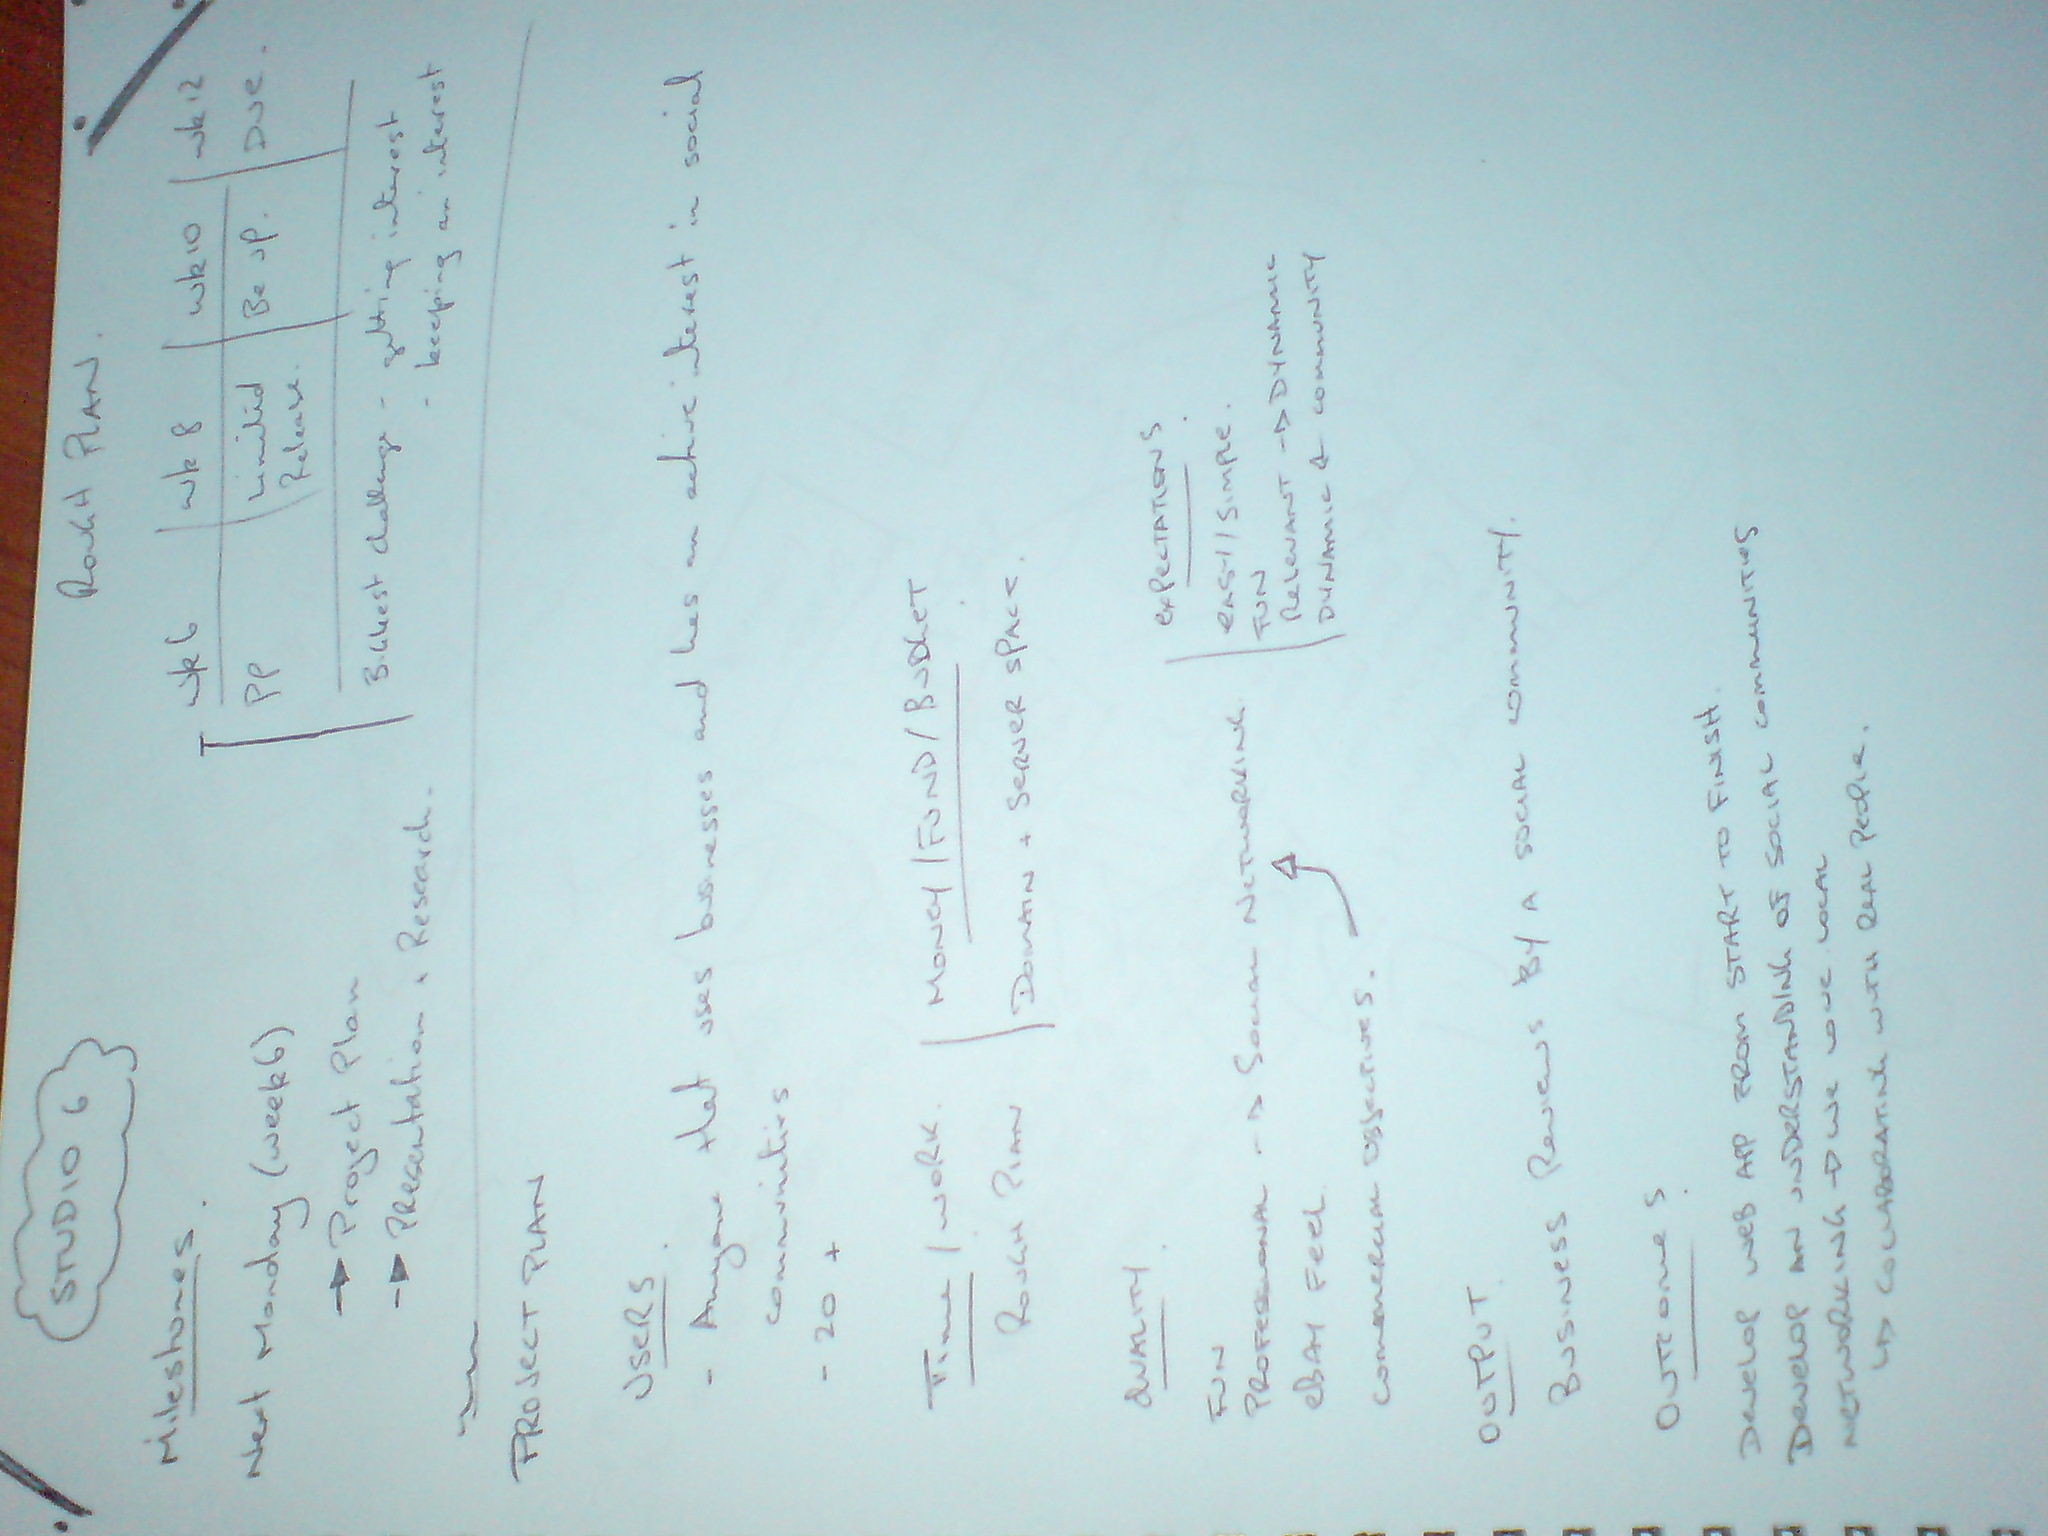 STUDIO 6
Milestones.
Next Monday (week 6)
→ Project Plan
→ Presentation + Research.
ROUGH PLAN.
wk 6 | wk 8 | wk 10 | wk 12
PP | Limited Release. | Be up. | Due.
Biggest challenge - getting interest
- keeping an interest
PROJECT PLAN
USERS.
- Anyone that uses businesses and has an active interest in social
communities
- 20 +
Time / work.
ROUGH PLAN
MONEY / FUND / BUDGET.
DOMAIN + SERVER SPACE.
QUALITY.
FUN
PROFESSIONAL --> SOCIAL NETWORKING.
EBAY FEEL.
COMMERCIAL OBJECTIVES.
EXPECTATIONS.
EASY / SIMPLE.
FUN
RELEVANT --> DYNAMIC
DYNAMIC & COMMUNITY
OUTPUT.
BUSINESS REVIEWS BY A SOCIAL COMMUNITY.
OUTCOMES.
DEVELOP WEB APP FROM START TO FINISH.
DEVELOP AN UNDERSTANDING OF SOCIAL COMMUNITIES
NETWORKING → WE LOVE LOCAL
↳ COLLABORATING WITH REAL PEOPLE.